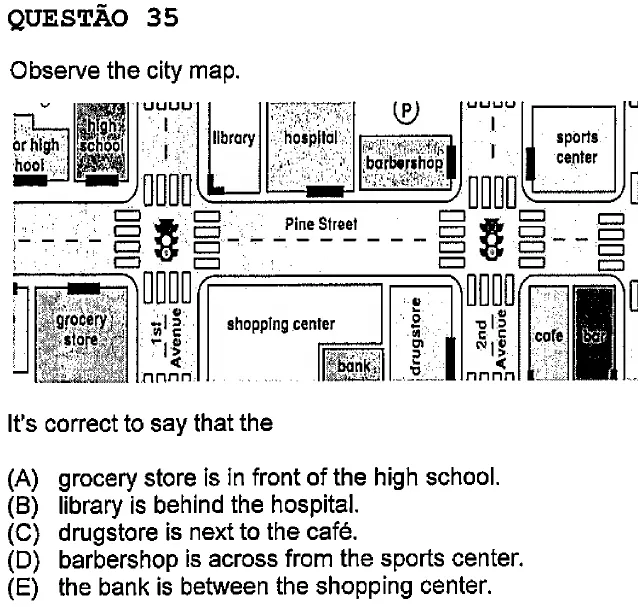 QUESTÃO 35
Observe the city map.
P
high
school
or high
hool
library
hospital
barbershop
sports
center
Pine Street
grocery
store
1st
Avenue
shopping center
bank
drugstore
2nd
Avenue
cafe
bar
It's correct to say that the
(A) grocery store is in front of the high school.
(B) library is behind the hospital.
(C) drugstore is next to the café.
(D) barbershop is across from the sports center.
(E) the bank is between the shopping center.